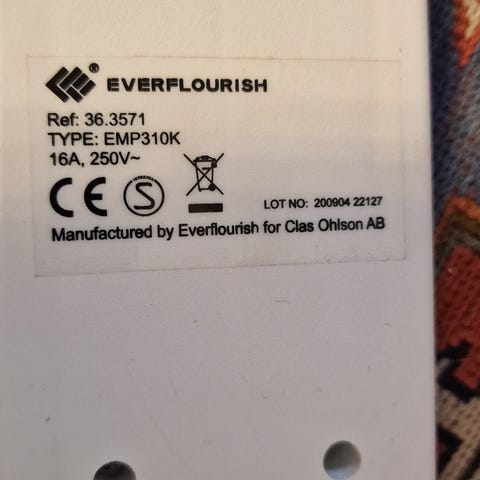 ® EVERFLOURISH
Ref: 36.3571
TYPE: EMP310K
16A, 250V~
CE S
LOT NO: 200904 22127
Manufactured by Everflourish for Clas Ohlson AB